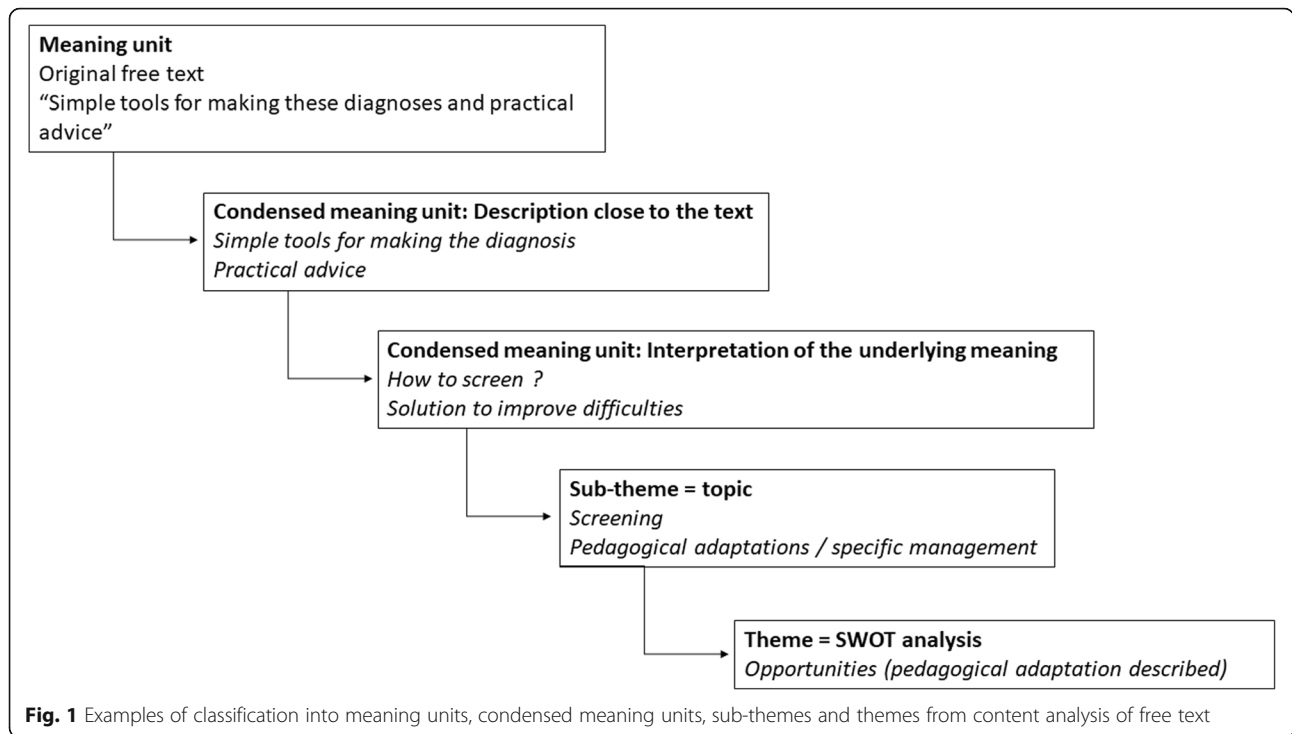 Meaning unit
Original free text
“Simple tools for making these diagnoses and practical
advice”
Condensed meaning unit: Description close to the text
Simple tools for making the diagnosis
Practical advice
Condensed meaning unit: Interpretation of the underlying meaning
How to screen ?
Solution to improve difficulties
Sub-theme = topic
Screening
Pedagogical adaptations / specific management
Theme = SWOT analysis
Opportunities (pedagogical adaptation described)
Fig. 1 Examples of classification into meaning units, condensed meaning units, sub-themes and themes from content analysis of free text